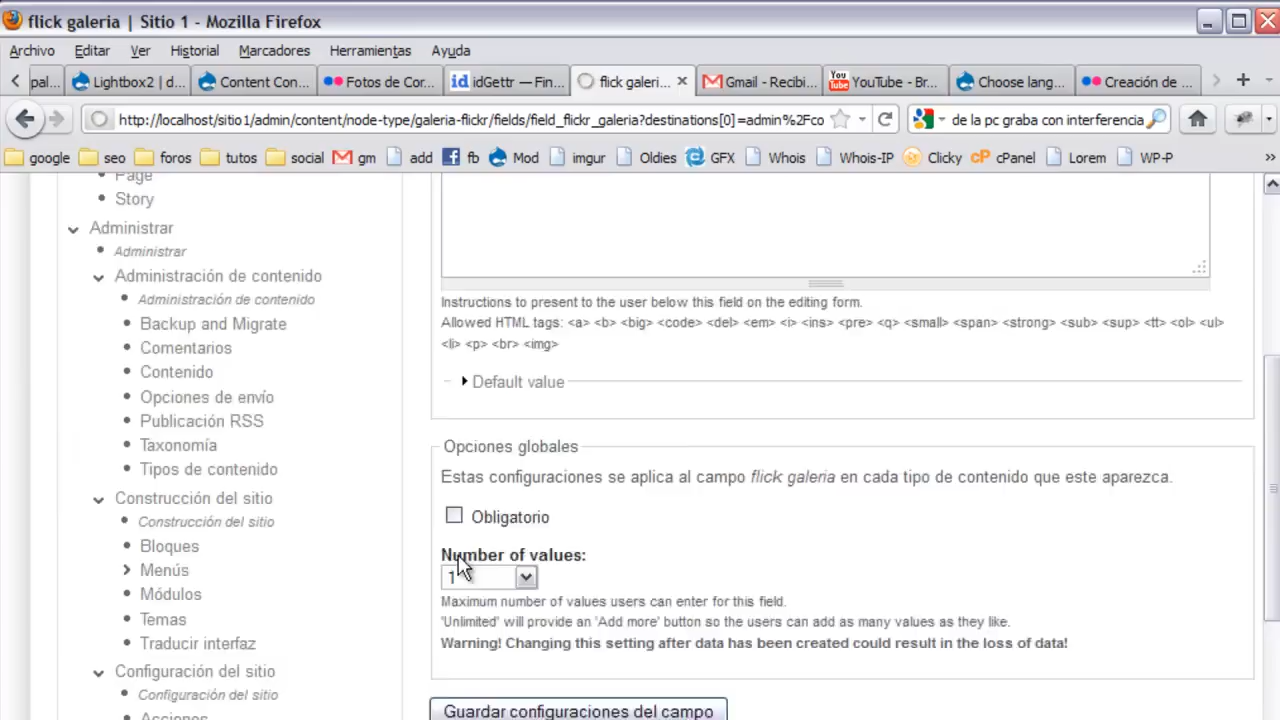 flick galeria | Sitio 1 - Mozilla Firefox
Archivo Editar Ver Historial Marcadores Herramientas Ayuda
pal... Lightbox2 | d... Content Con... Fotos de Cor... id idGettr — Fin... flick galeri... Gmail - Recibi... You Tube YouTube - Br... Choose lang... Creación de ...
http://localhost/sitio1/admin/content/node-type/galeria-flickr/fields/field_flickr_galeria?destinations[0]=admin%2Fco de la pc graba con interferencia
google seo foros tutos social gm add fb Mod imgur Oldies GFX Whois Whois-IP Clicky cP cPanel Lorem WP-P »
Page
Story
Administrar
Administrar
Administración de contenido
Administración de contenido
Backup and Migrate
Comentarios
Contenido
Opciones de envío
Publicación RSS
Taxonomía
Tipos de contenido
Construcción del sitio
Construcción del sitio
Bloques
Menús
Módulos
Temas
Traducir interfaz
Configuración del sitio
Configuración del sitio
Acciones
Instructions to present to the user below this field on the editing form.
Allowed HTML tags: <a> <b> <big> <code> <del> <em> <i> <ins> <pre> <q> <small> <span> <strong> <sub> <sup> <tt> <ol> <ul>
<li> <p> <br> <img>
Default value
Opciones globales
Estas configuraciones se aplica al campo flick galeria en cada tipo de contenido que este aparezca.
Obligatorio
Number of values:
1
Maximum number of values users can enter for this field.
'Unlimited' will provide an 'Add more' button so the users can add as many values as they like.
Warning! Changing this setting after data has been created could result in the loss of data!
Guardar configuraciones del campo